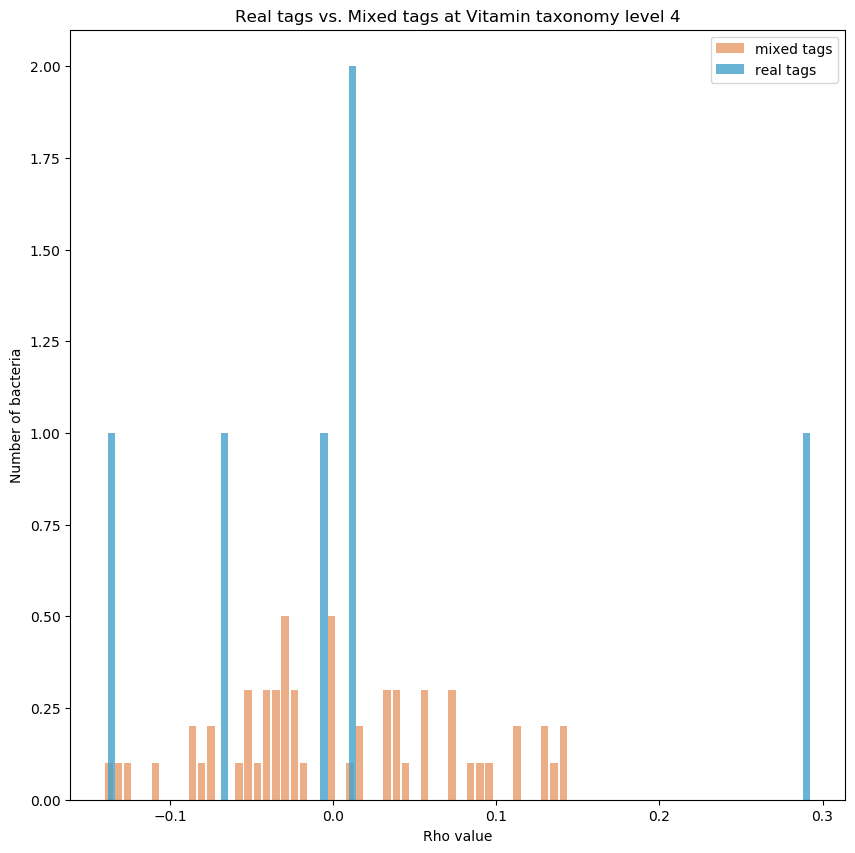 Real tags vs. Mixed tags at Vitamin taxonomy level 4
mixed tags
real tags
2.00
1.75
1.50
1.25
1.00
0.75
0.50
0.25
0.00
Number of bacteria
−0.1
0.0
0.1
0.2
0.3
Rho value